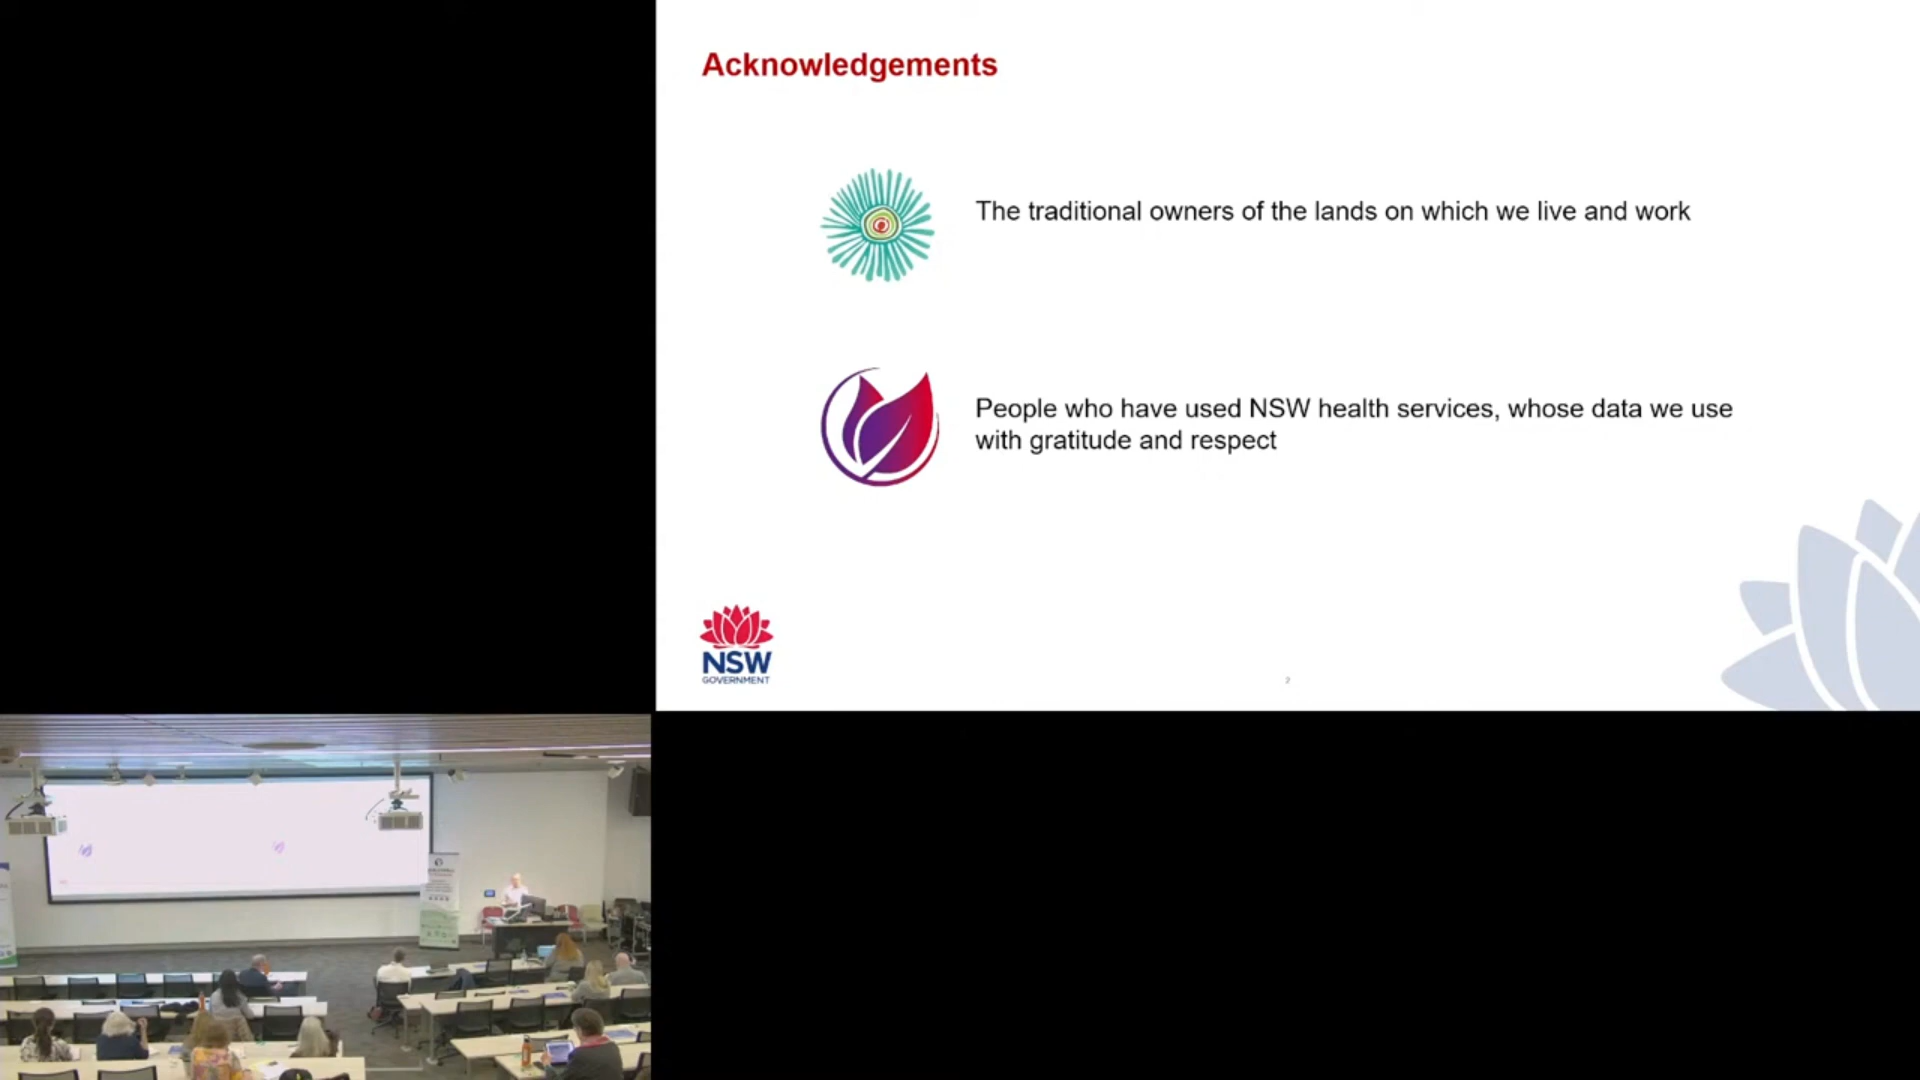 Acknowledgements
The traditional owners of the lands on which we live and work
People who have used NSW health services, whose data we use
with gratitude and respect
NSW
GOVERNMENT
2